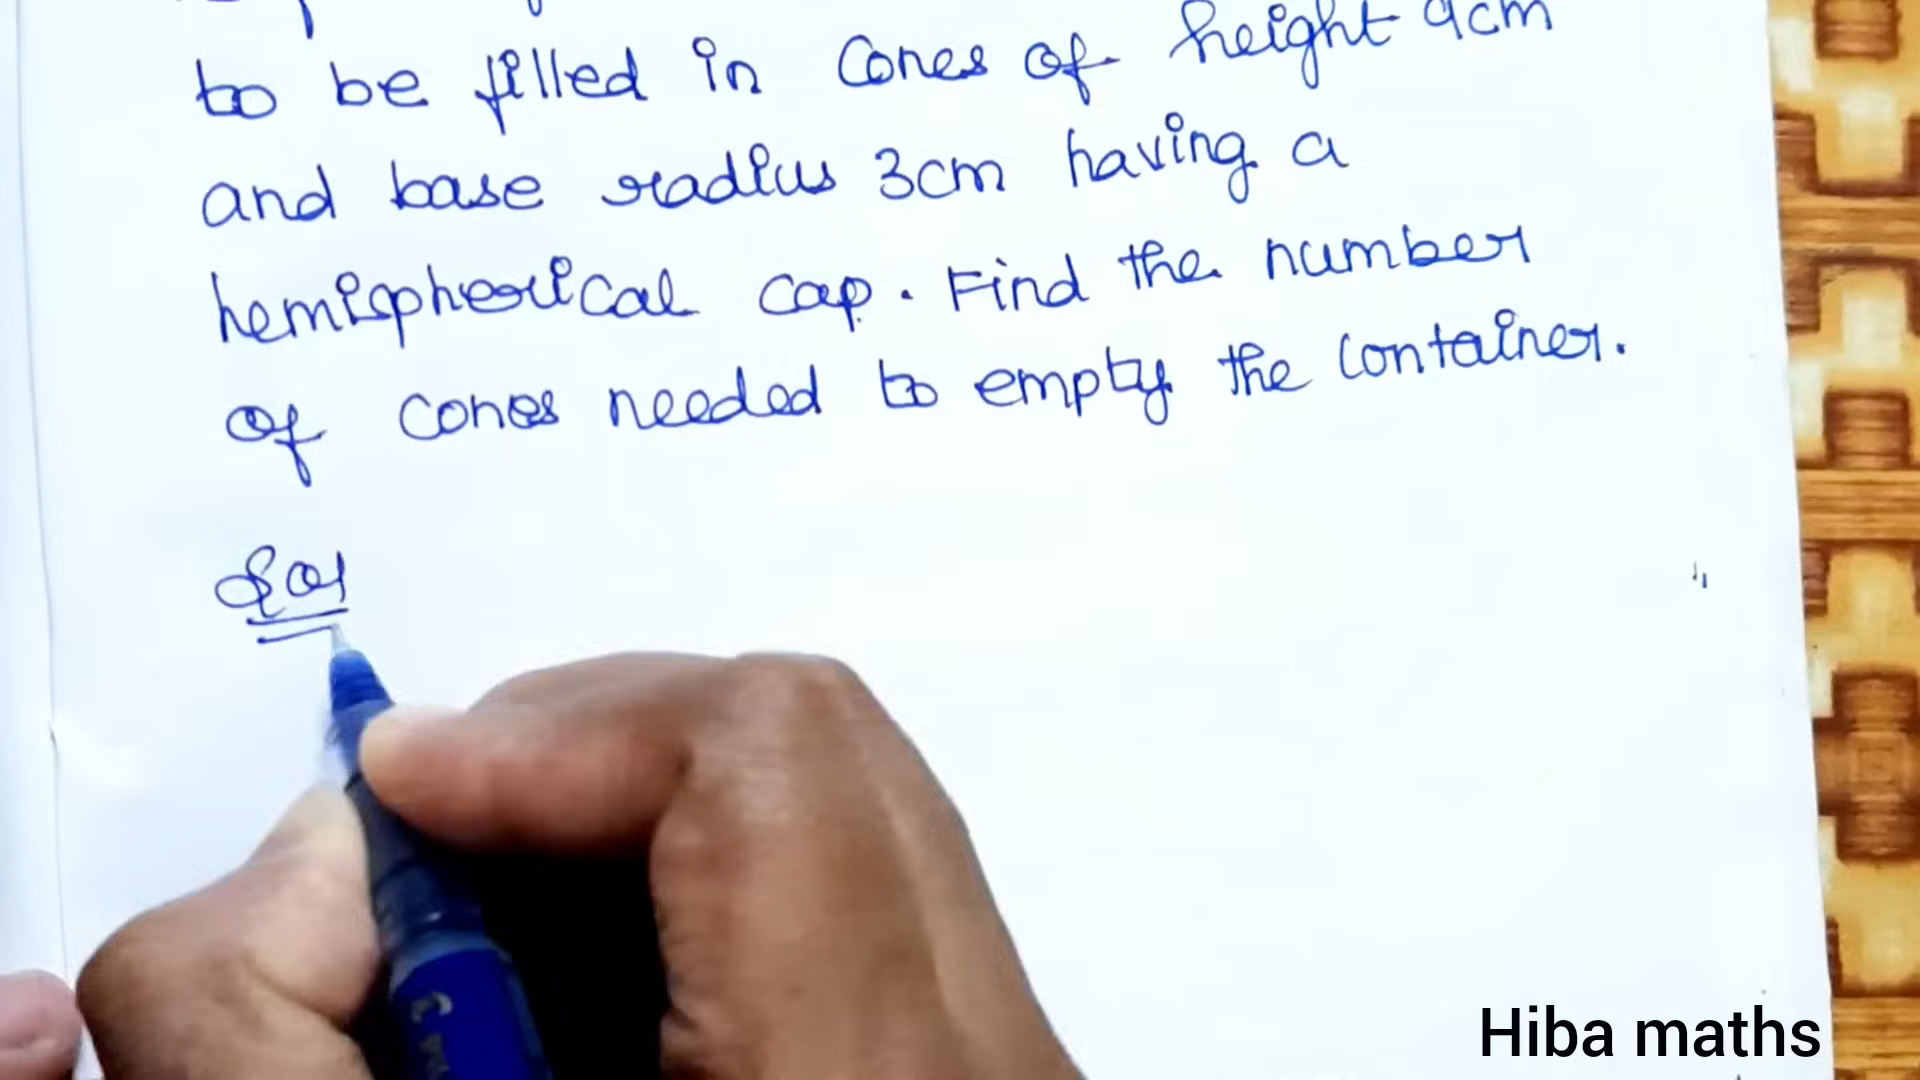 to be filled in Cones of height 9cm
and base radius 3cm having a
hemispherical cap. Find the number
of cones needed to empty the container.
Sol
Hiba maths